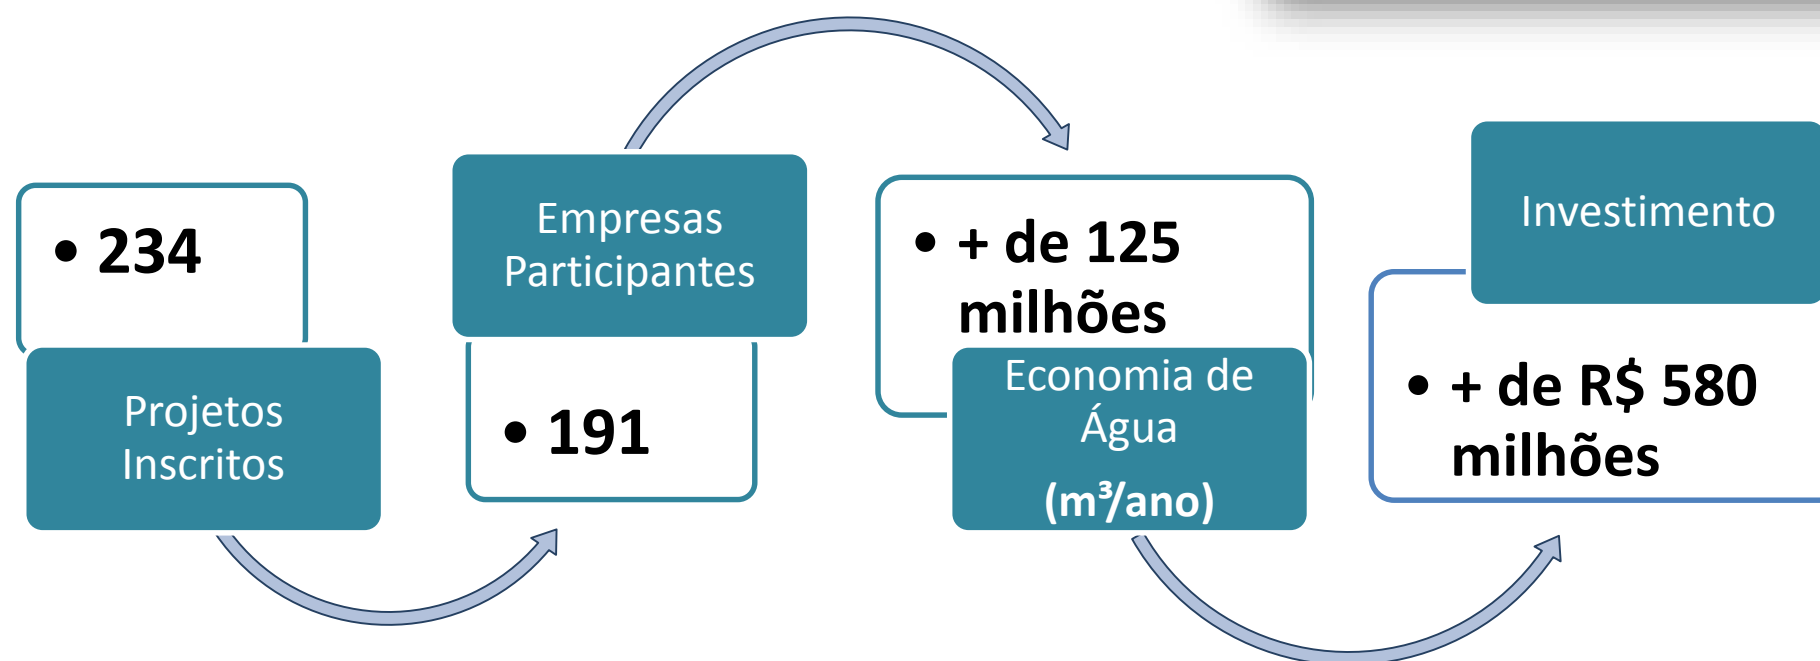 • 234
Projetos
Inscritos
Empresas
Participantes
• 191
• + de 125
milhões
Economia de
Água
(m³/ano)
Investimento
• + de R$ 580
milhões